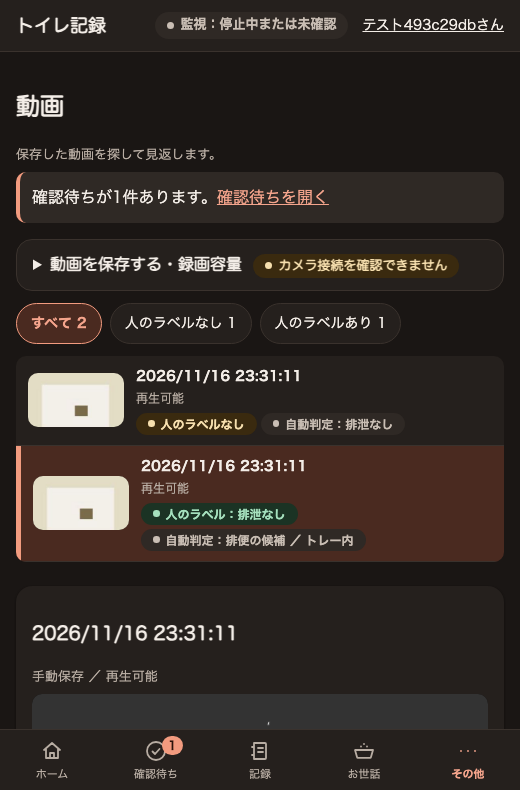 トイレ記録
監視：停止中または未確認
テスト493c29dbさん
動画
保存した動画を探して見返します。
確認待ちが1件あります。確認待ちを開く
▶ 動画を保存する・録画容量 カメラ接続を確認できません
すべて 2 人のラベルなし 1 人のラベルあり 1
2026/11/16 23:31:11
再生可能
人のラベルなし 自動判定：排泄なし
2026/11/16 23:31:11
再生可能
人のラベル：排泄なし
自動判定：排便の候補 ／ トレー内
2026/11/16 23:31:11
手動保存 ／ 再生可能
1
ホーム 確認待ち 記録 お世話 その他